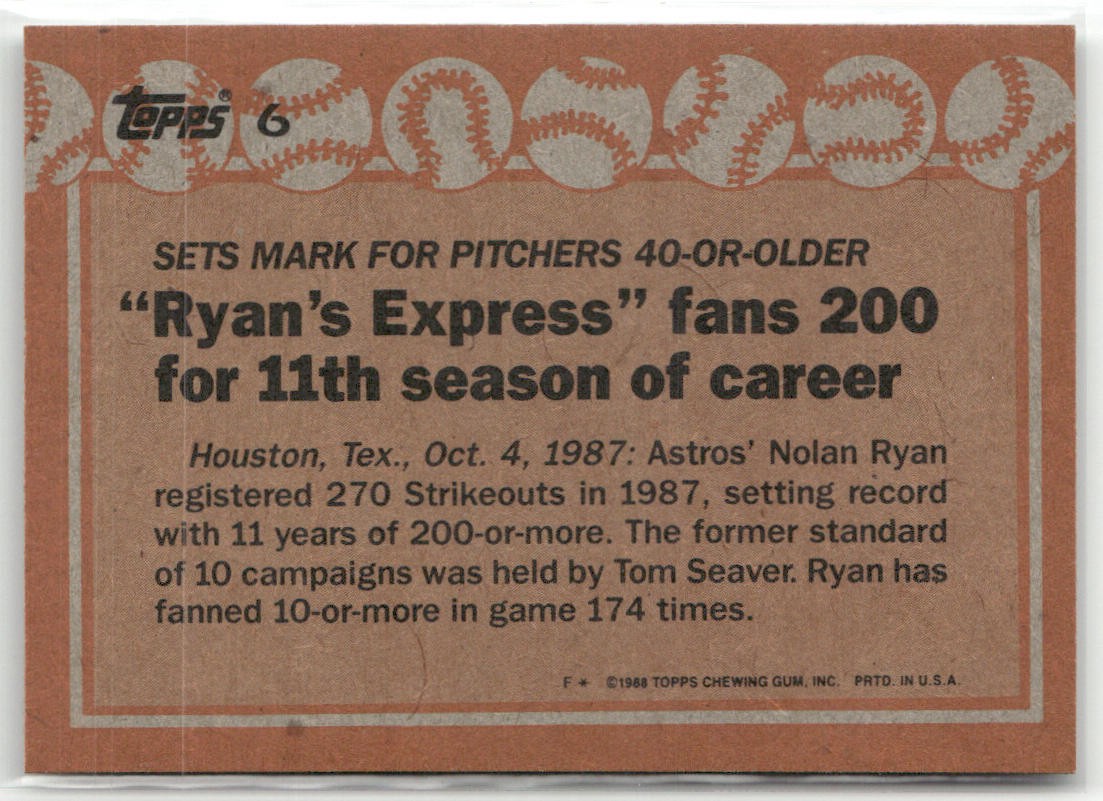 Topps® 6
SETS MARK FOR PITCHERS 40-OR-OLDER
“Ryan’s Express” fans 200
for 11th season of career
Houston, Tex., Oct. 4, 1987: Astros’ Nolan Ryan
registered 270 Strikeouts in 1987, setting record
with 11 years of 200-or-more. The former standard
of 10 campaigns was held by Tom Seaver. Ryan has
fanned 10-or-more in game 174 times.
F * ©1988 TOPPS CHEWING GUM, INC. PRTD. IN U.S.A.